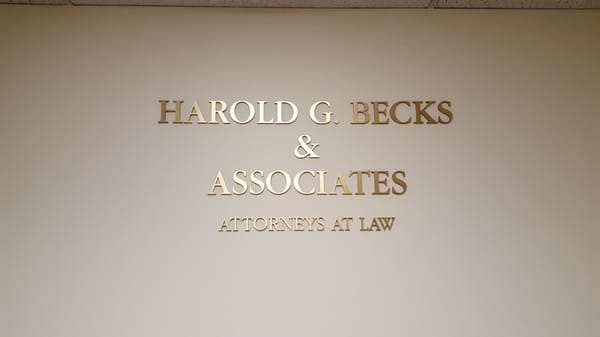 HAROLD G. BECKS
&
ASSOCIATES
ATTORNEYS AT LAW